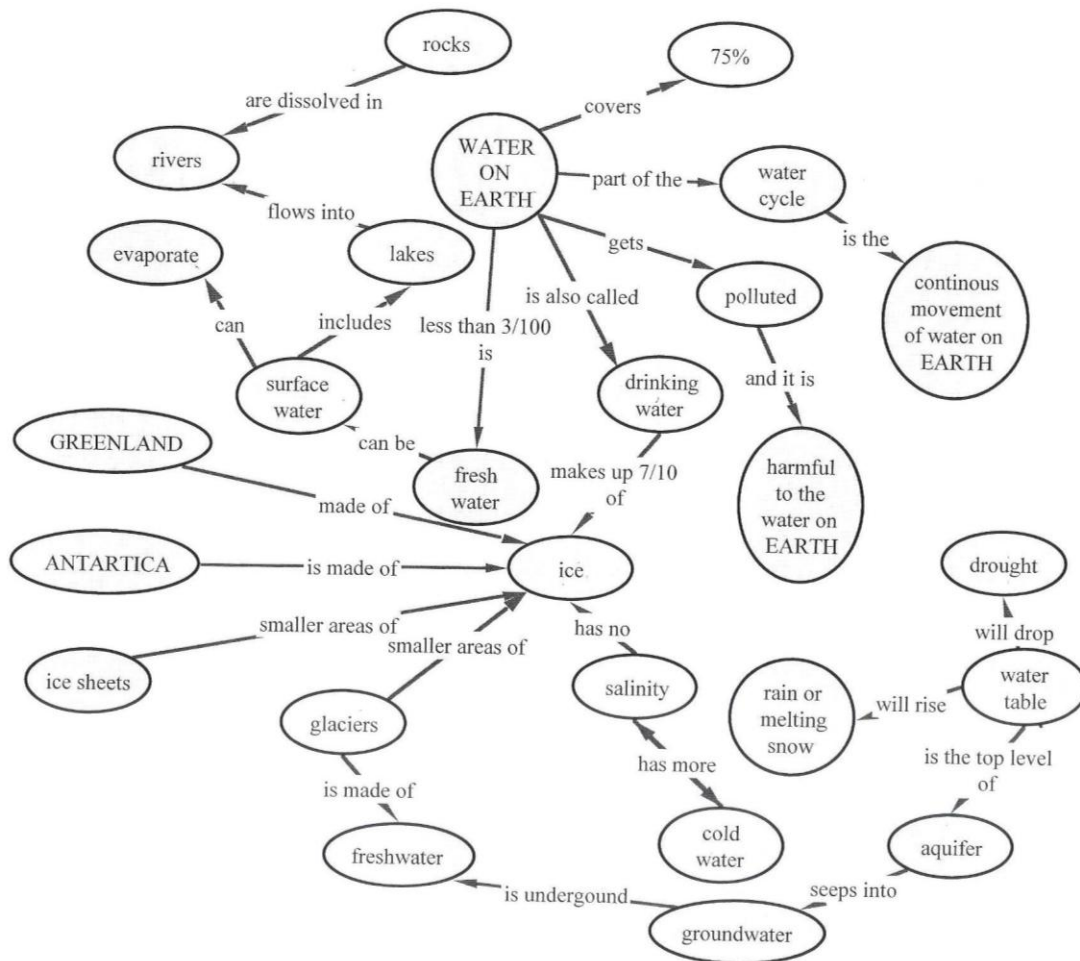 rocks
75%
are dissolved in
covers
WATER
ON
EARTH
rivers
part of the
water
cycle
flows into
gets
is the
evaporate
lakes
is also called
polluted
continous
movement
of water on
EARTH
can
includes
less than 3/100
is
surface
water
drinking
water
and it is
GREENLAND
can be
fresh
water
makes up 7/10
of
harmful
to the
water on
EARTH
made of
ANTARTICA
is made of
ice
drought
smaller areas of
smaller areas of
has no
will drop
ice sheets
glaciers
salinity
rain or
melting
snow
will rise
water
table
is the top level
of
has more
is made of
cold
water
freshwater
aquifer
is undergound
seeps into
groundwater